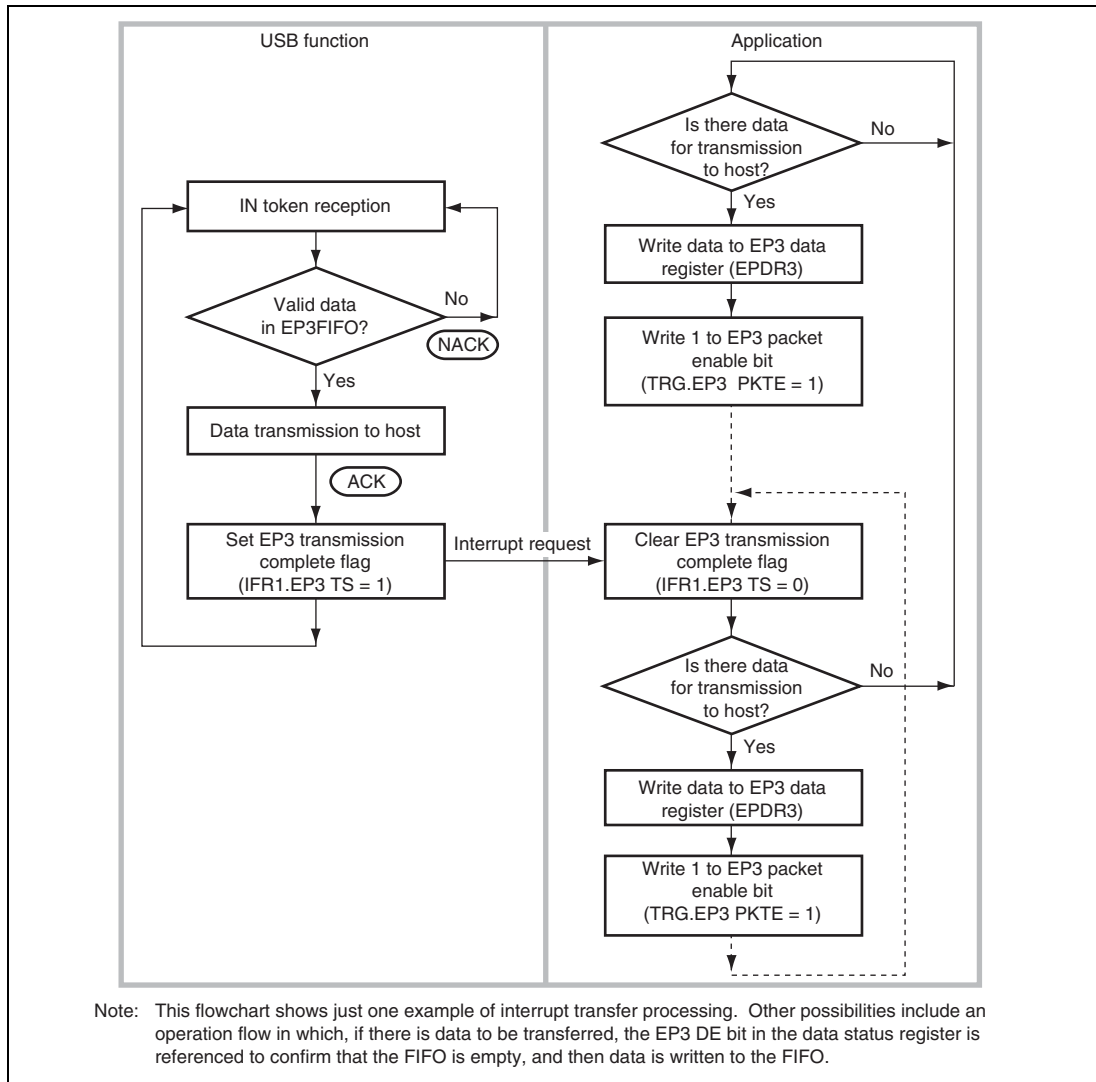 USB function
IN token reception
Valid data
in EP3FIFO?
No
NACK
Yes
Data transmission to host
ACK
Set EP3 transmission
complete flag
(IFR1.EP3 TS = 1)
Interrupt request
Application
Is there data
for transmission
to host?
No
Yes
Write data to EP3 data
register (EPDR3)
Write 1 to EP3 packet
enable bit
(TRG.EP3 PKTE = 1)
Clear EP3 transmission
complete flag
(IFR1.EP3 TS = 0)
Is there data
for transmission
to host?
No
Yes
Write data to EP3 data
register (EPDR3)
Write 1 to EP3 packet
enable bit
(TRG.EP3 PKTE = 1)
Note: This flowchart shows just one example of interrupt transfer processing. Other possibilities include an
operation flow in which, if there is data to be transferred, the EP3 DE bit in the data status register is
referenced to confirm that the FIFO is empty, and then data is written to the FIFO.